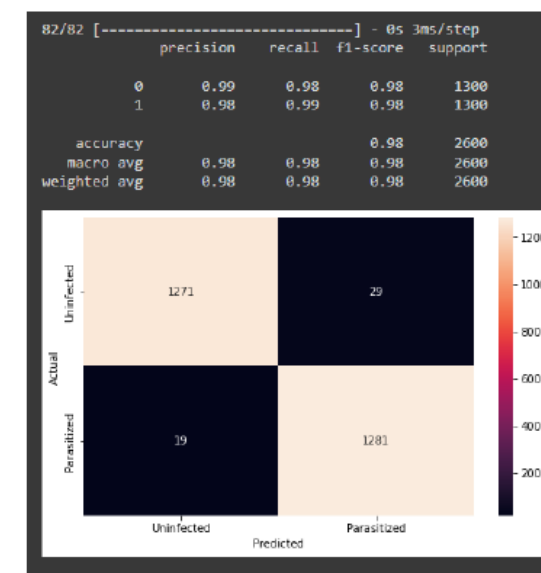 82/82 [==============================] - 0s 3ms/step
precision recall f1-score support
0 0.99 0.98 0.98 1300
1 0.98 0.99 0.98 1300
accuracy 0.98 2600
macro avg 0.98 0.98 0.98 2600
weighted avg 0.98 0.98 0.98 2600
Uninfected 1271 29
Parasitized 19 1281
Actual
Uninfected Parasitized
Predicted
1200
1000
800
600
400
200